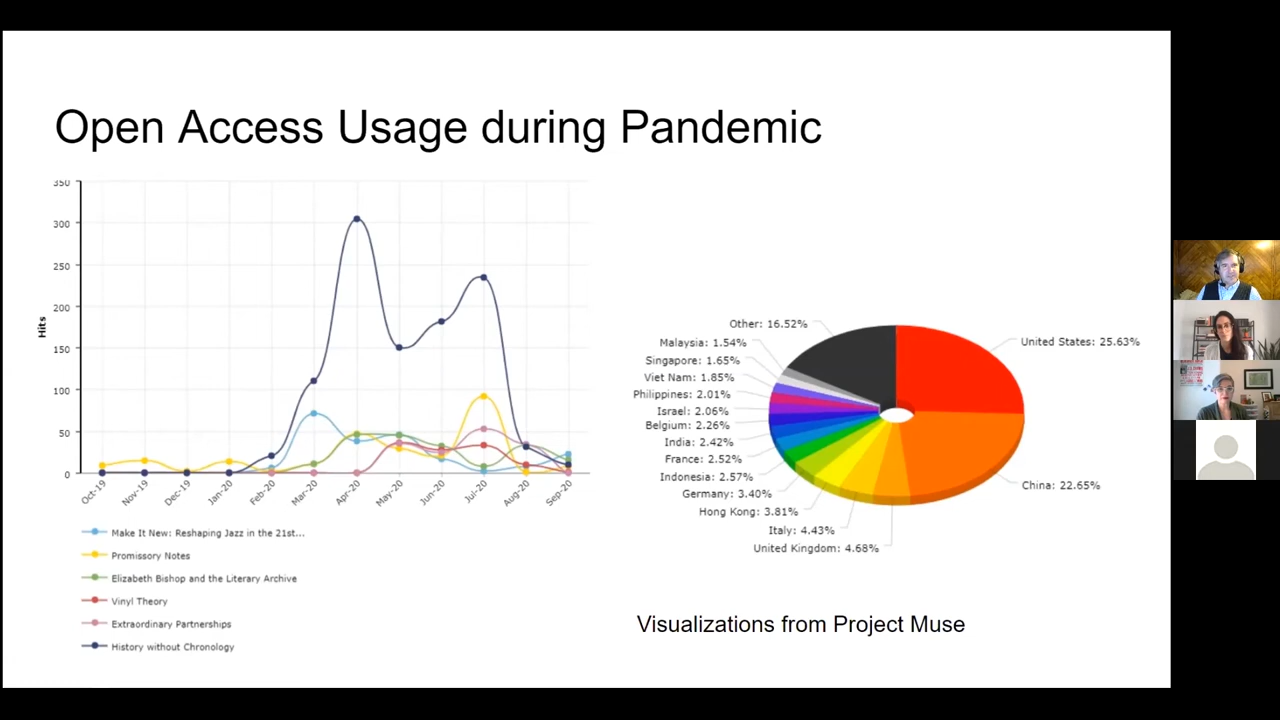 Open Access Usage during Pandemic
350
300
250
200
150
100
50
0
Hits
Oct-19
Nov-19
Dec-19
Jan-20
Feb-20
Mar-20
Apr-20
May-20
Jun-20
Jul-20
Aug-20
Sep-20
Make It New: Reshaping Jazz in the 21st...
Promissory Notes
Elizabeth Bishop and the Literary Archive
Vinyl Theory
Extraordinary Partnerships
History without Chronology
Other: 16.52%
Malaysia: 1.54%
Singapore: 1.65%
Viet Nam: 1.85%
Philippines: 2.01%
Israel: 2.06%
Belgium: 2.26%
India: 2.42%
France: 2.52%
Indonesia: 2.57%
Germany: 3.40%
Hong Kong: 3.81%
Italy: 4.43%
United Kingdom: 4.68%
United States: 25.63%
China: 22.65%
Visualizations from Project Muse